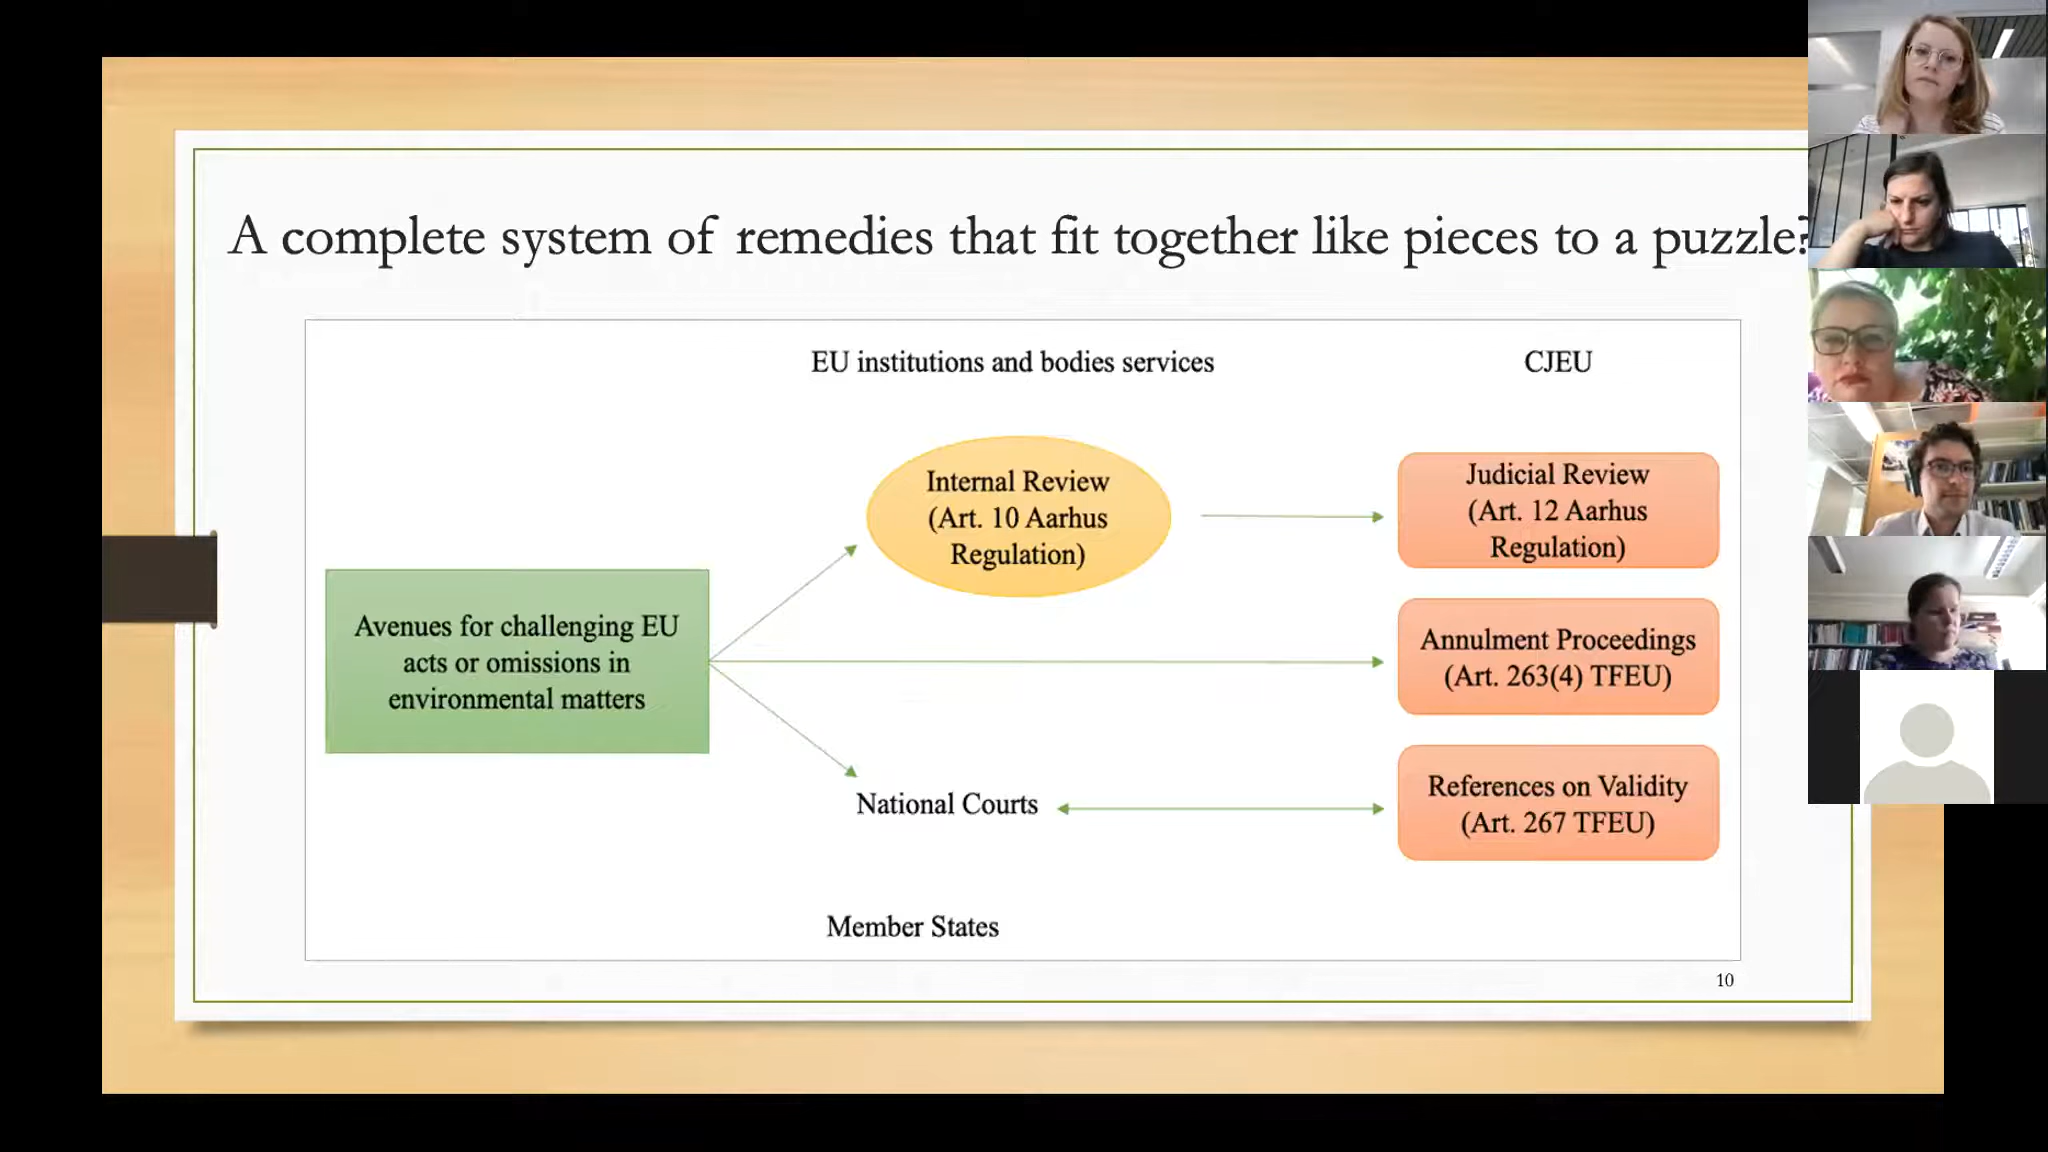 A complete system of remedies that fit together like pieces to a puzzle?
EU institutions and bodies services
CJEU
Internal Review
(Art. 10 Aarhus
Regulation)
Judicial Review
(Art. 12 Aarhus
Regulation)
Avenues for challenging EU
acts or omissions in
environmental matters
Annulment Proceedings
(Art. 263(4) TFEU)
National Courts
References on Validity
(Art. 267 TFEU)
Member States
10